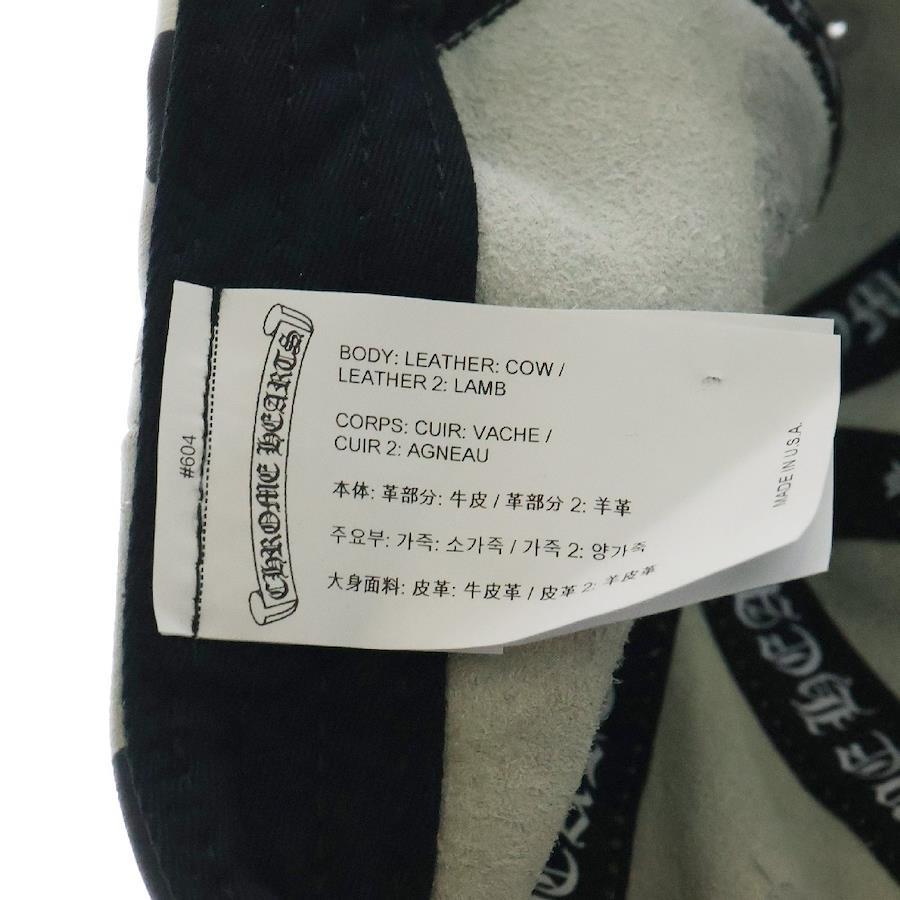 #604
CHROME HEARTS
BODY: LEATHER: COW /
LEATHER 2: LAMB
CORPS: CUIR: VACHE /
CUIR 2: AGNEAU
本体: 革部分: 牛皮 / 革部分 2: 羊革
주요부: 가죽: 소가죽 / 가죽 2: 양가죽
大身面料: 皮革: 牛皮革 / 皮革 2: 羊皮革
MADE IN U.S.A.